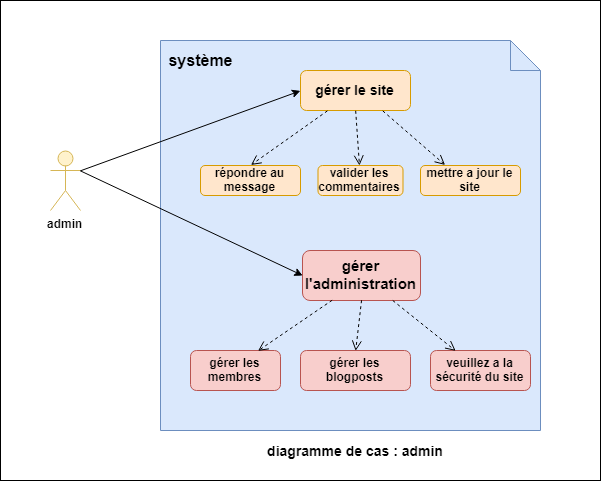 système
gérer le site
répondre au
message
valider les
commentaires
mettre a jour le
site
admin
gérer
l'administration
gérer les
membres
gérer les
blogposts
veuillez a la
sécurité du site
diagramme de cas : admin